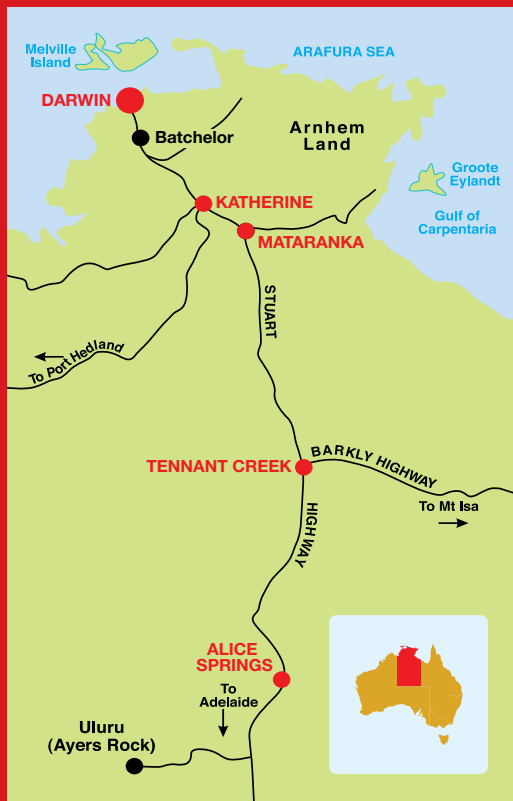 Melville
Island
ARAFURA SEA
DARWIN
Batchelor
Arnhem
Land
Groote
Eylandt
KATHERINE
Gulf of
Carpentaria
MATARANKA
STUART
To Port Hedland
BARKLY HIGHWAY
TENNANT CREEK
To Mt Isa
HIGHWAY
ALICE
SPRINGS
To
Adelaide
Uluru
(Ayers Rock)